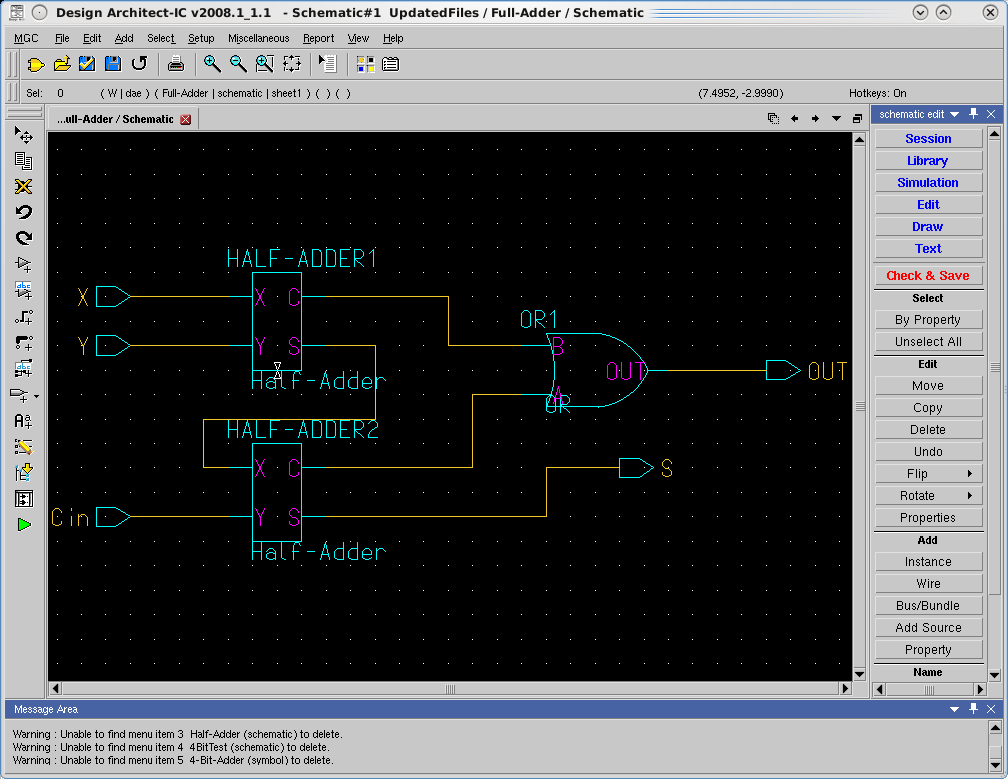 Design Architect-IC v2008.1_1.1 - Schematic#1 UpdatedFiles / Full-Adder / Schematic
MGC File Edit Add Select Setup Miscellaneous Report View Help
Sel: 0 ( W | dae ) ( Full-Adder | schematic | sheet1 ) ( ) ( ) (7.4952, -2.9990) Hotkeys: On
...ull-Adder / Schematic
schematic edit
Session
Library
Simulation
Edit
Draw
Text
Check & Save
Select
By Property
Unselect All
Edit
Move
Copy
Delete
Undo
Flip
Rotate
Properties
Add
Instance
Wire
Bus/Bundle
Add Source
Property
Name
HALF-ADDER1
X X C
Y Y S
Half-Adder
OR1
B
OUT OUT
A
OR
HALF-ADDER2
X C
S
Cin Y S
Half-Adder
Message Area
Warning : Unable to find menu item 3 Half-Adder (schematic) to delete.
Warning : Unable to find menu item 4 4BitTest (schematic) to delete.
Warning : Unable to find menu item 5 4-Bit-Adder (symbol) to delete.